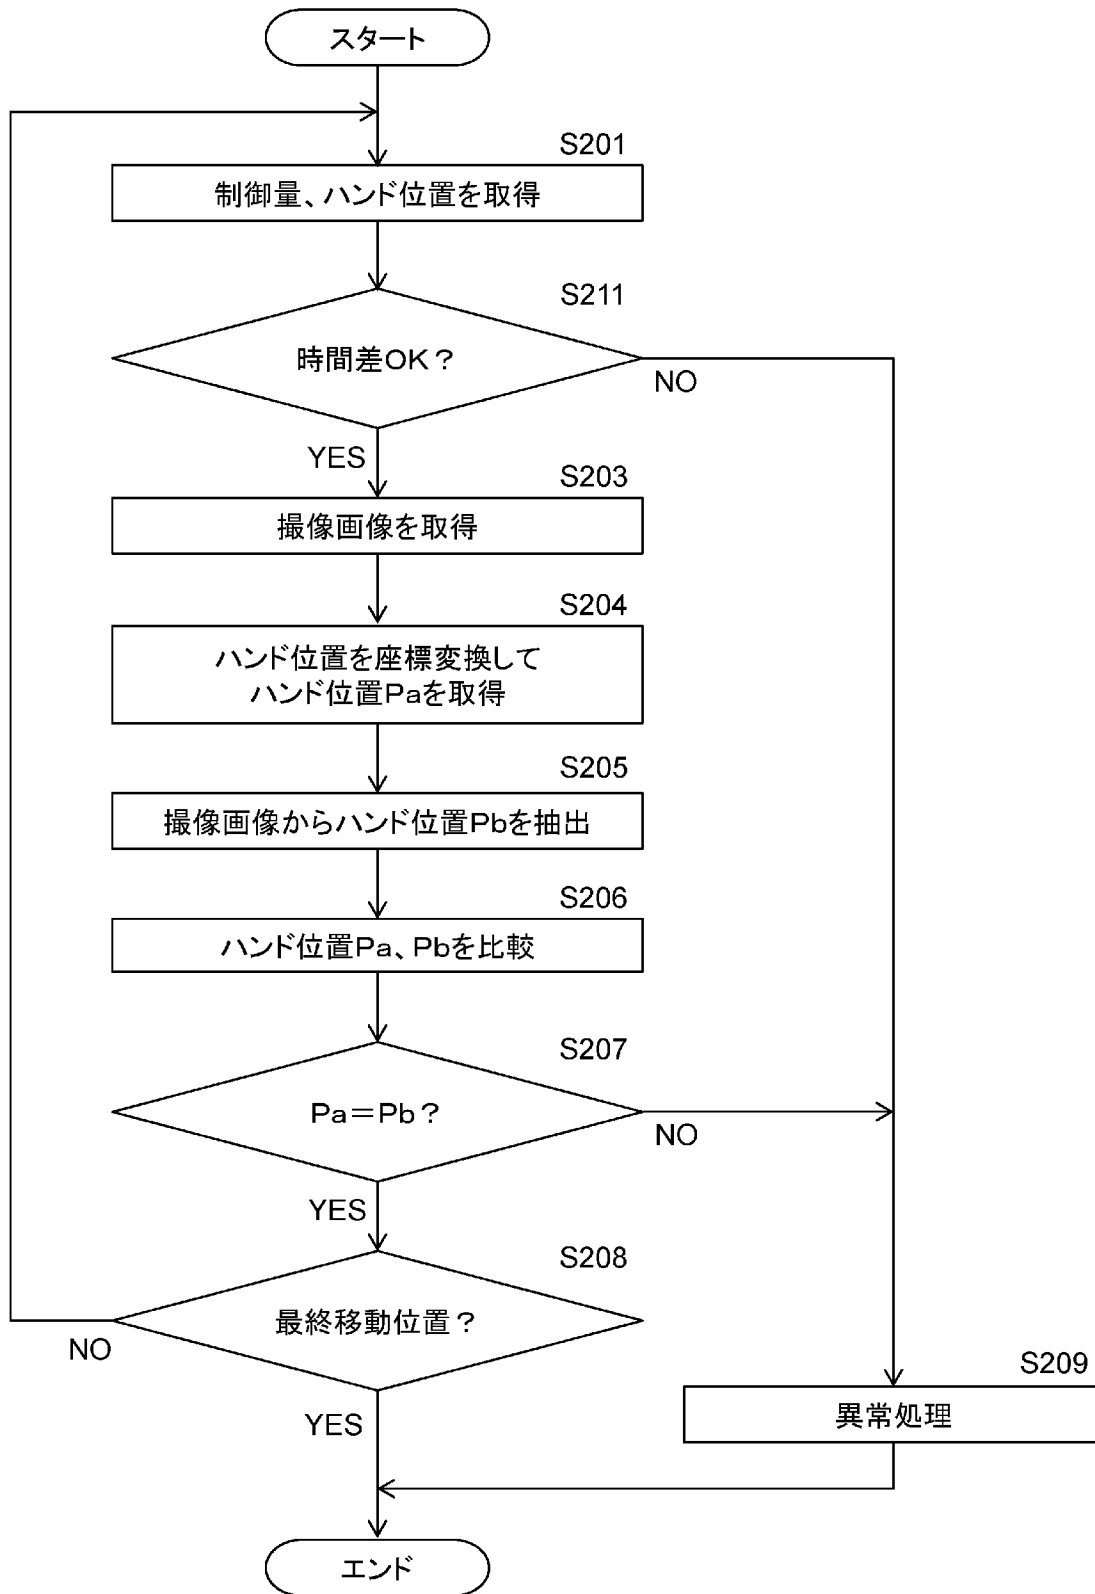 スタート
S201
制御量、ハンド位置を取得
S211
時間差OK？
NO
YES
S203
撮像画像を取得
S204
ハンド位置を座標変換して
ハンド位置Paを取得
S205
撮像画像からハンド位置Pbを抽出
S206
ハンド位置Pa、Pbを比較
S207
Pa＝Pb？
NO
YES
S208
最終移動位置？
NO
YES
S209
異常処理
エンド